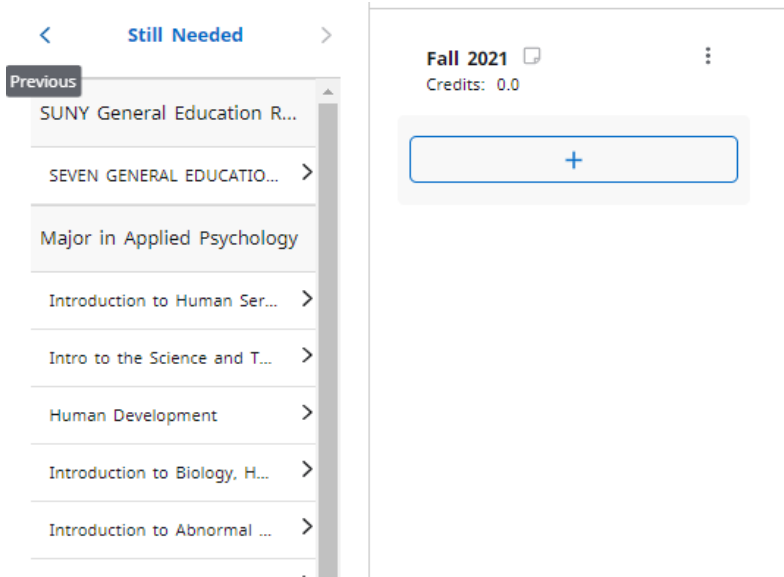 Still Needed
Previous
SUNY General Education R...
SEVEN GENERAL EDUCATIO...
Major in Applied Psychology
Introduction to Human Ser...
Intro to the Science and T...
Human Development
Introduction to Biology, H...
Introduction to Abnormal ...
Fall 2021
Credits: 0.0
+